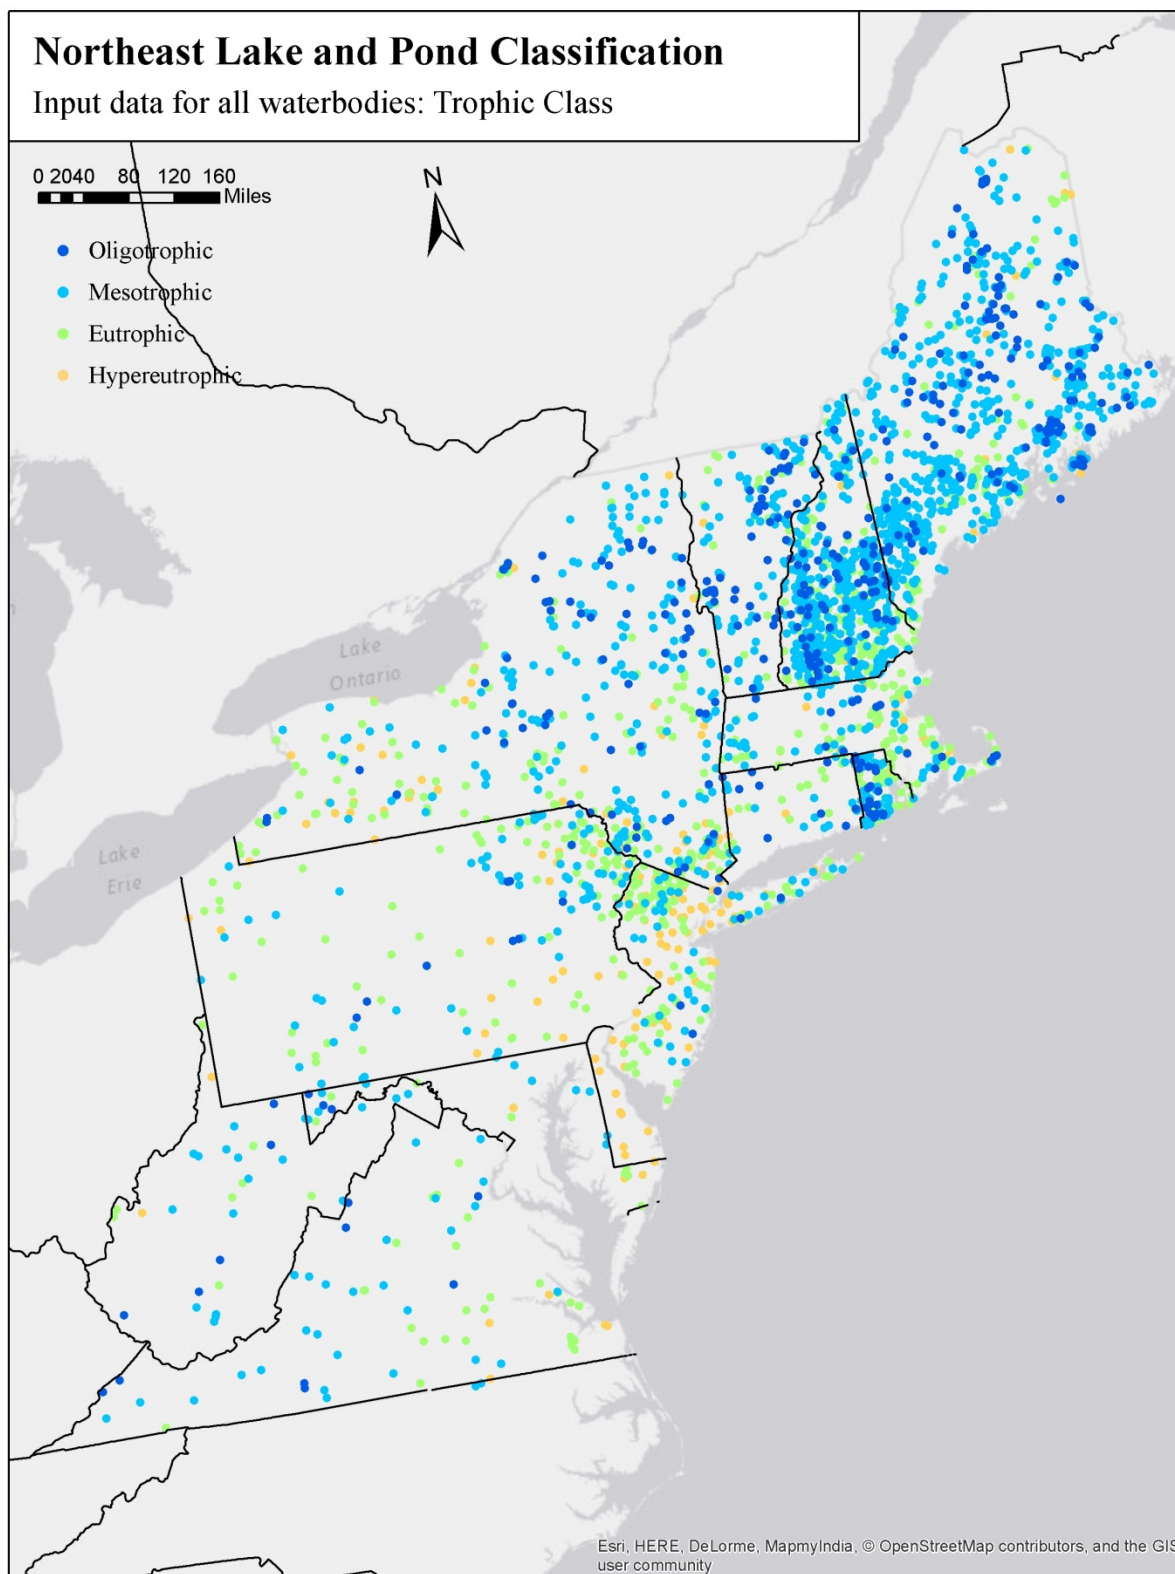 Northeast Lake and Pond Classification
Input data for all waterbodies: Trophic Class
0 2040 80 120 160
Miles
N
Oligotrophic
Mesotrophic
Eutrophic
Hypereutrophic
Lake
Ontario
Lake
Erie
Esri, HERE, DeLorme, MapmyIndia, © OpenStreetMap contributors, and the GIS
user community